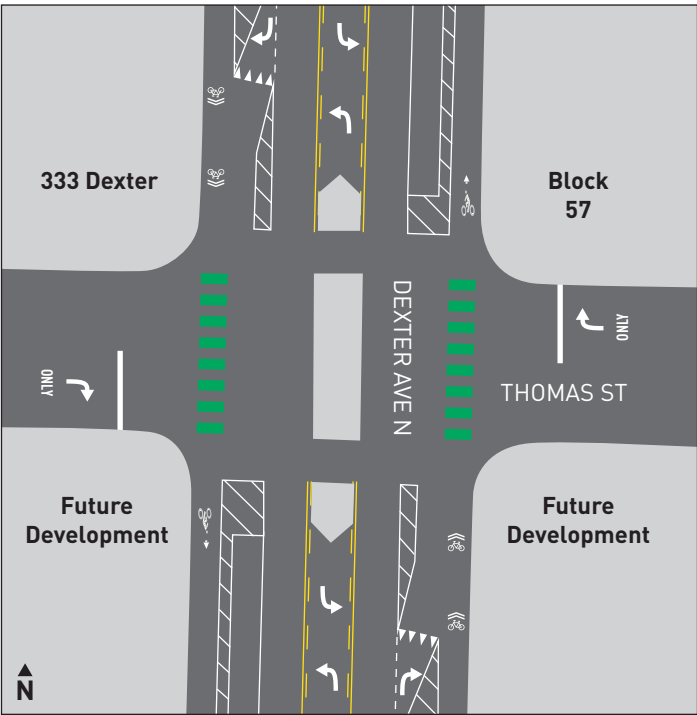 333 Dexter
Block
57
DEXTER AVE N
ONLY
ONLY
THOMAS ST
Future
Development
Future
Development
N